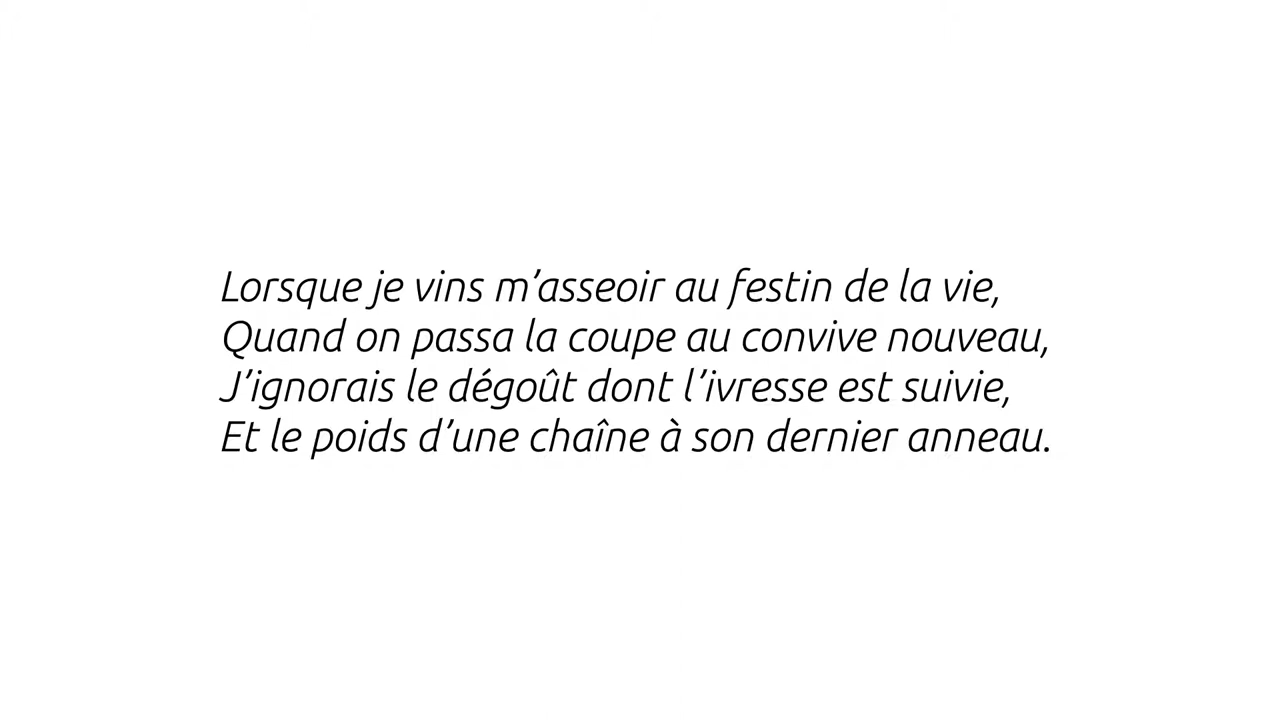 Lorsque je vins m’asseoir au festin de la vie,
Quand on passa la coupe au convive nouveau,
J’ignorais le dégoût dont l’ivresse est suivie,
Et le poids d’une chaîne à son dernier anneau.